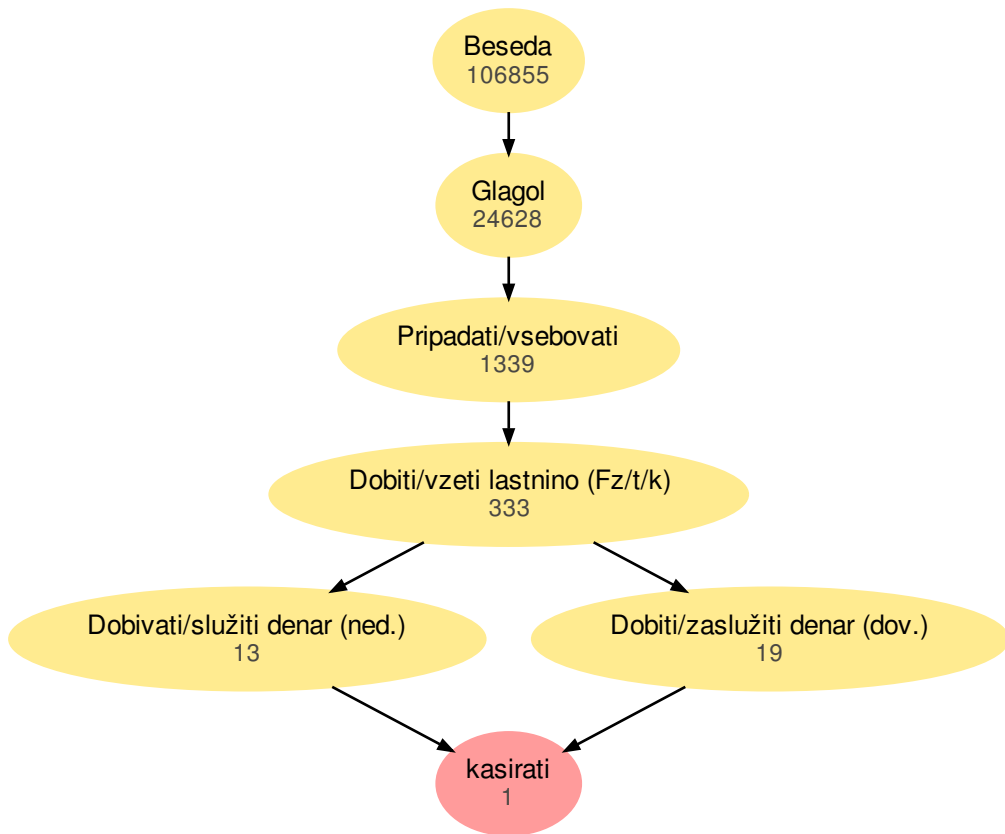 Beseda
106855
Glagol
24628
Pripadati/vsebovati
1339
Dobiti/vzeti lastnino (Fz/t/k)
333
Dobivati/služiti denar (ned.)
13
Dobiti/zaslužiti denar (dov.)
19
kasirati
1